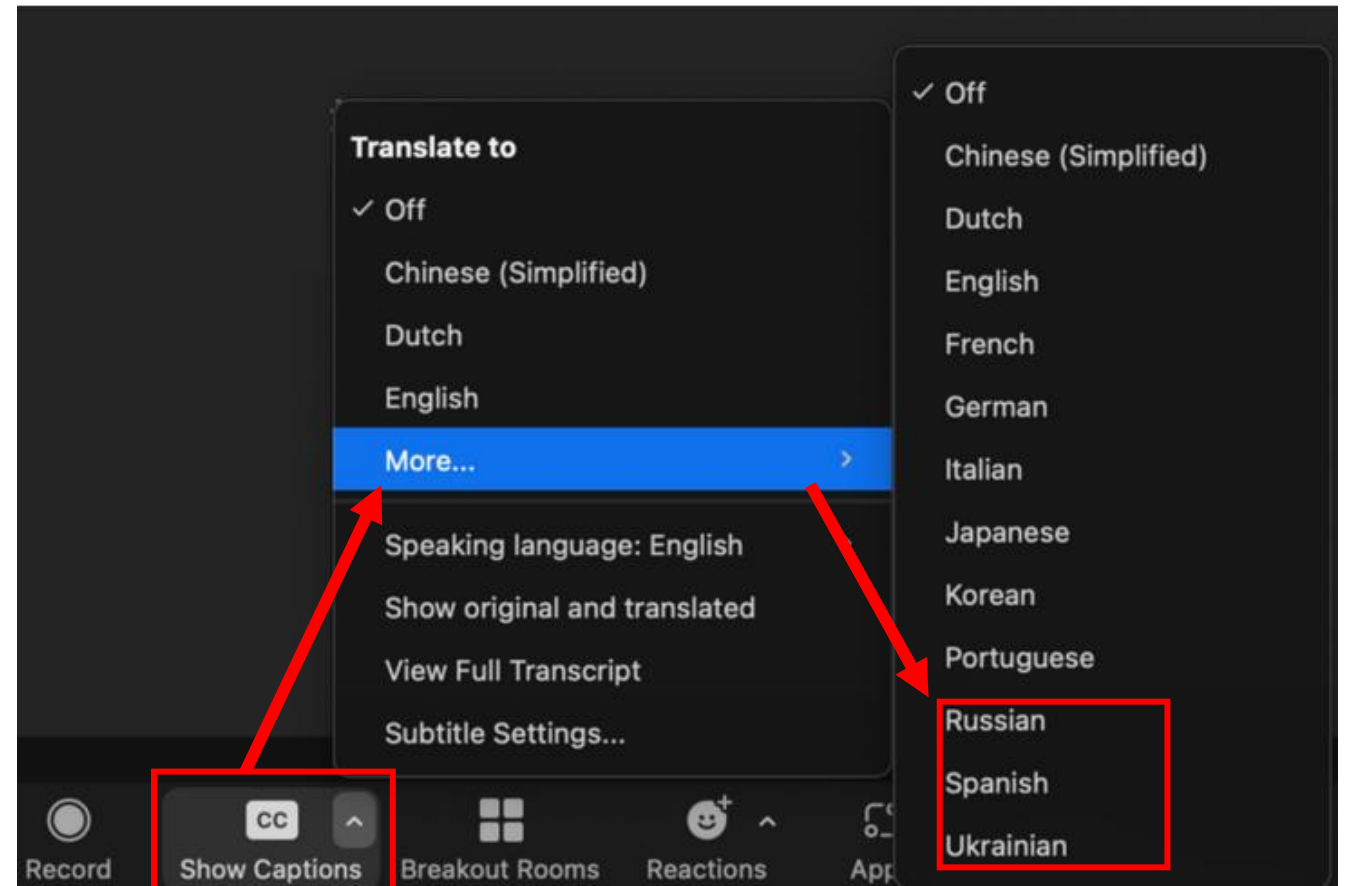 Translate to
Off
Chinese (Simplified)
Dutch
English
More...
Speaking language: English
Show original and translated
View Full Transcript
Subtitle Settings...
Off
Chinese (Simplified)
Dutch
English
French
German
Italian
Japanese
Korean
Portuguese
Russian
Spanish
Ukrainian
CC
Record
Show Captions
Breakout Rooms
Reactions
App